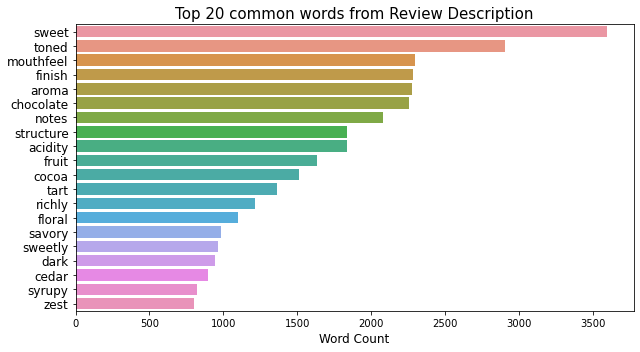 Top 20 common words from Review Description
sweet
toned
mouthfeel
finish
aroma
chocolate
notes
structure
acidity
fruit
cocoa
tart
richly
floral
savory
sweetly
dark
cedar
syrupy
zest
0 500 1000 1500 2000 2500 3000 3500
Word Count